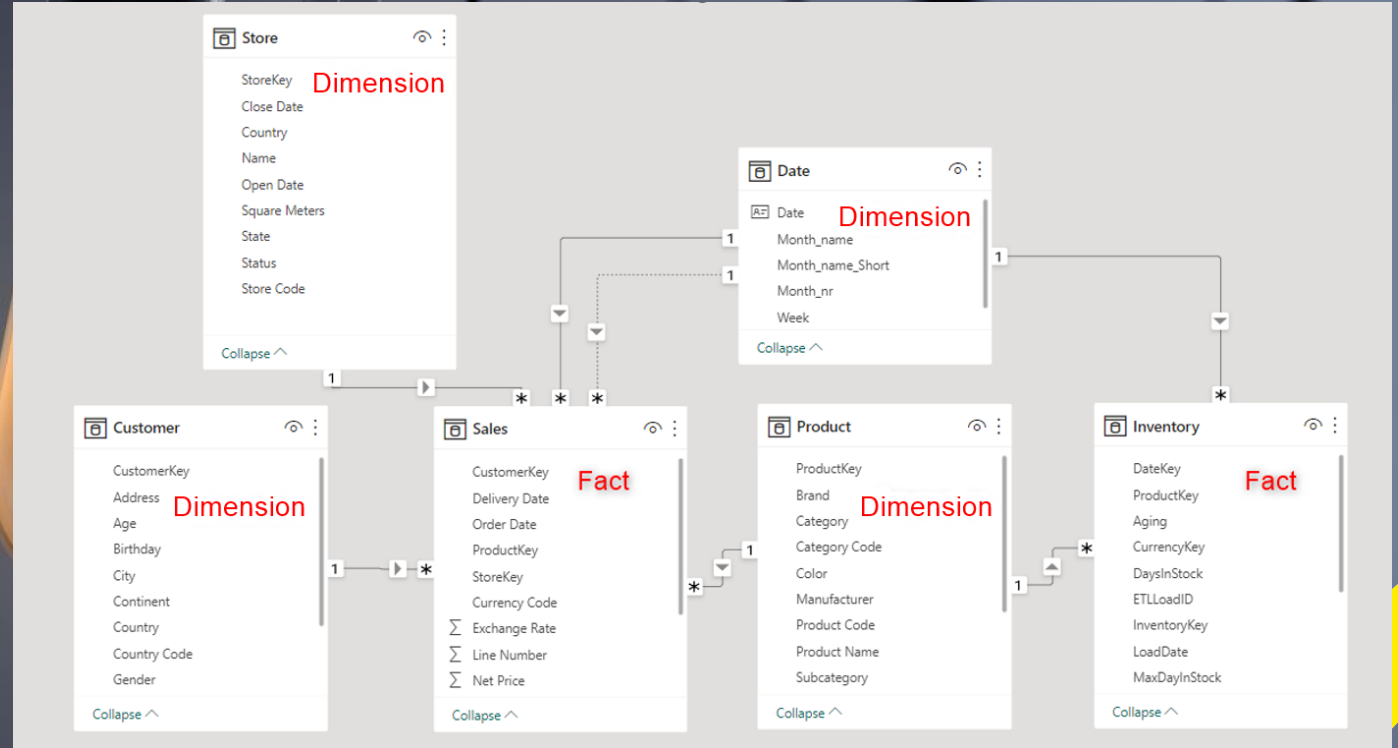 Store
Dimension
StoreKey
Close Date
Country
Name
Open Date
Square Meters
State
Status
Store Code
Collapse
Date
Date
Dimension
Month_name
Month_name_Short
Month_nr
Week
Collapse
1
1
1
1
*
*
*
*
Customer
CustomerKey
Address
Dimension
Age
Birthday
City
Continent
Country
Country Code
Gender
Collapse
1
*
Sales
CustomerKey
Fact
Delivery Date
Order Date
ProductKey
StoreKey
Currency Code
Σ Exchange Rate
Σ Line Number
Σ Net Price
Collapse
*
1
Product
ProductKey
Brand
Dimension
Category
Category Code
Color
Manufacturer
Product Code
Product Name
Subcategory
Collapse
1
*
Inventory
DateKey
Fact
ProductKey
Aging
CurrencyKey
DaysInStock
ETLLoadID
InventoryKey
LoadDate
MaxDayInStock
Collapse